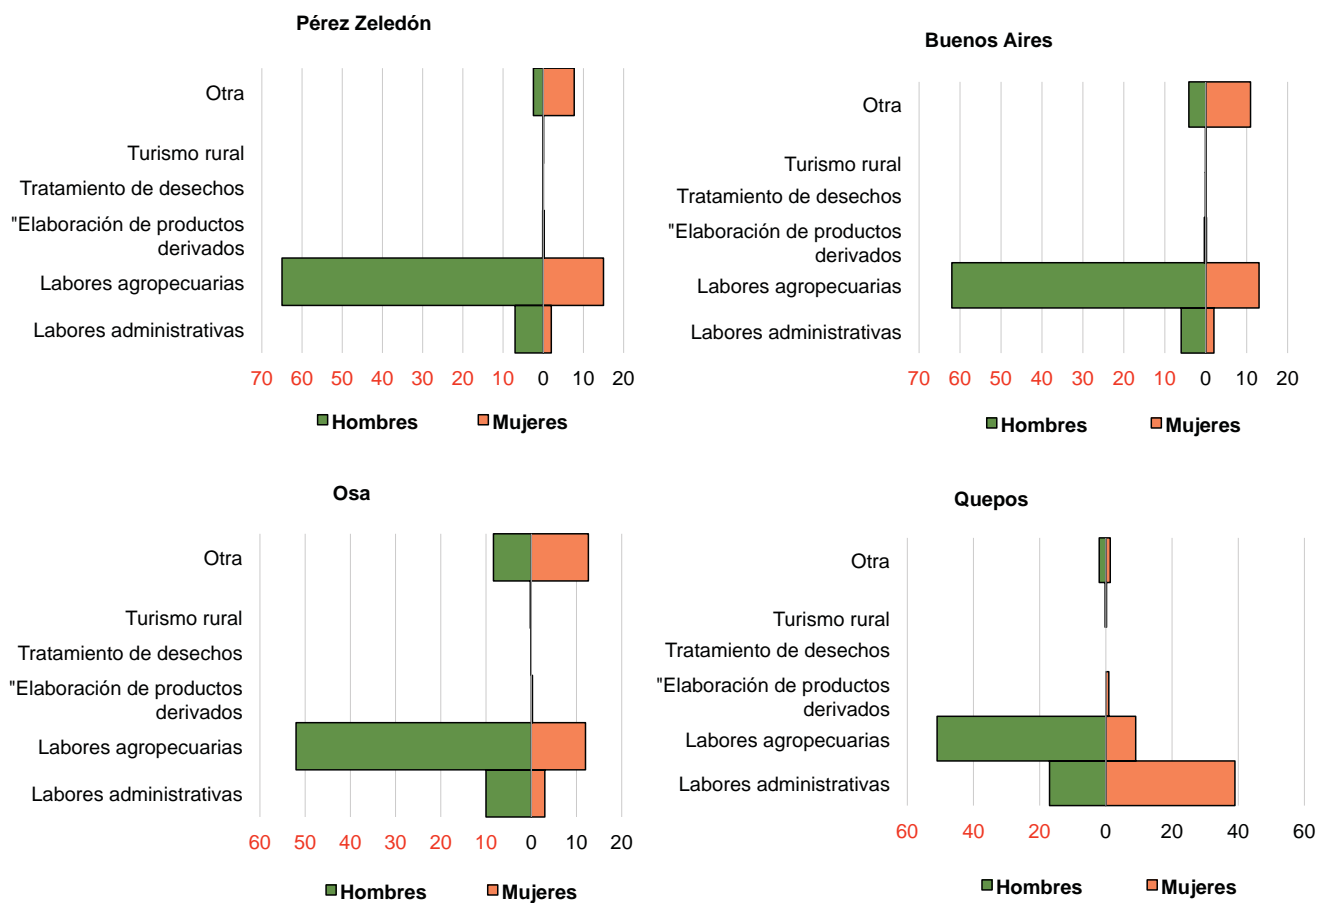 Pérez Zeledón
Otra
Turismo rural
Tratamiento de desechos
"Elaboración de productos
derivados
Labores agropecuarias
Labores administrativas
70 60 50 40 30 20 10 0 10 20
Hombres Mujeres
Buenos Aires
Otra
Turismo rural
Tratamiento de desechos
"Elaboración de productos
derivados
Labores agropecuarias
Labores administrativas
70 60 50 40 30 20 10 0 10 20
Hombres Mujeres
Osa
Otra
Turismo rural
Tratamiento de desechos
"Elaboración de productos
derivados
Labores agropecuarias
Labores administrativas
60 50 40 30 20 10 0 10 20
Hombres Mujeres
Quepos
Otra
Turismo rural
Tratamiento de desechos
"Elaboración de productos
derivados
Labores agropecuarias
Labores administrativas
60 40 20 0 20 40 60
Hombres Mujeres